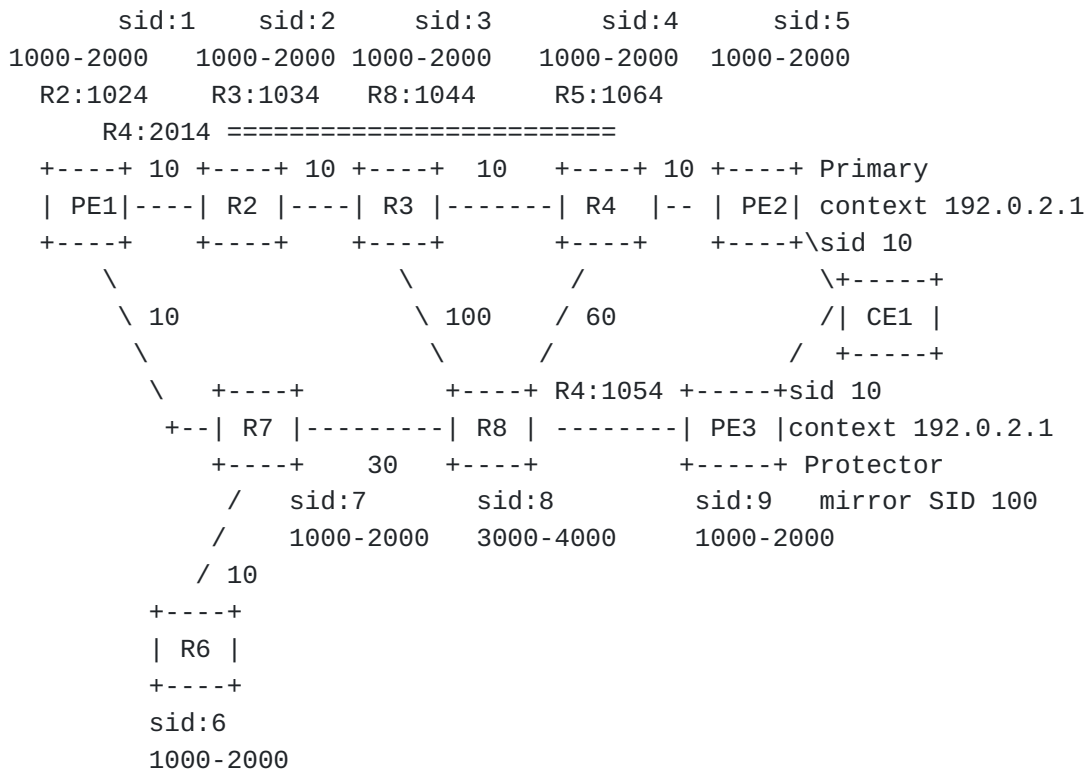 sid:1 sid:2 sid:3 sid:4 sid:5
1000-2000 1000-2000 1000-2000 1000-2000 1000-2000
R2:1024 R3:1034 R8:1044 R5:1064
R4:2014 =========================
+----+ 10 +----+ 10 +----+ 10 +----+ 10 +----+ Primary
| PE1|----| R2 |----| R3 |-------| R4 |-- | PE2| context 192.0.2.1
+----+ +----+ +----+ +----+ +----+\sid 10
\ \ / \+-----+
\ 10 \ 100 / 60 /| CE1 |
\ \ / / +-----+
\ +----+ +----+ R4:1054 +-----+sid 10
+--| R7 |---------| R8 | --------| PE3 |context 192.0.2.1
+----+ 30 +----+ +-----+ Protector
/ sid:7 sid:8 sid:9 mirror SID 100
/ 1000-2000 3000-4000 1000-2000
/ 10
+----+
| R6 |
+----+
sid:6
1000-2000